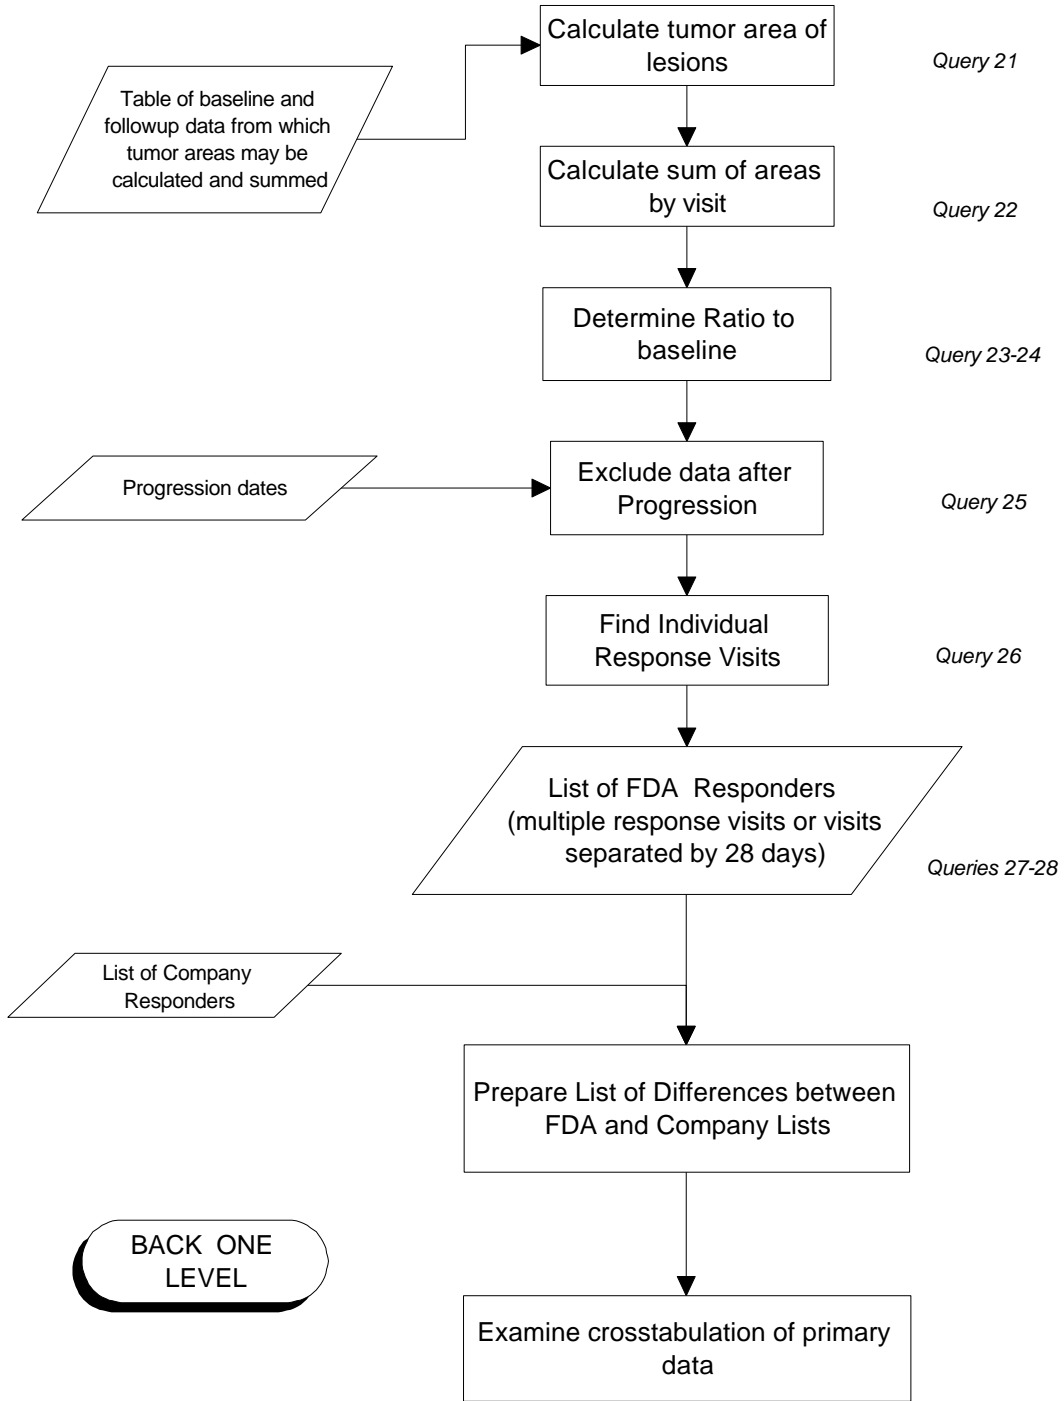 Calculate tumor area of
lesions
Query 21
Table of baseline and
followup data from which
tumor areas may be
calculated and summed
Calculate sum of areas
by visit
Query 22
Determine Ratio to
baseline
Query 23-24
Progression dates
Exclude data after
Progression
Query 25
Find Individual
Response Visits
Query 26
List of FDA Responders
(multiple response visits or visits
separated by 28 days)
Queries 27-28
List of Company
Responders
Prepare List of Differences between
FDA and Company Lists
BACK ONE
LEVEL
Examine crosstabulation of primary
data